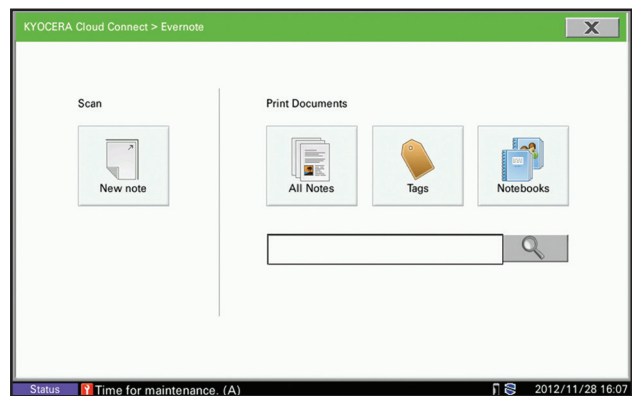 KYOCERA Cloud Connect > Evernote
X
Scan
Print Documents
New note
All Notes
Tags
Notebooks
Status
Time for maintenance. (A)
2012/11/28 16:07